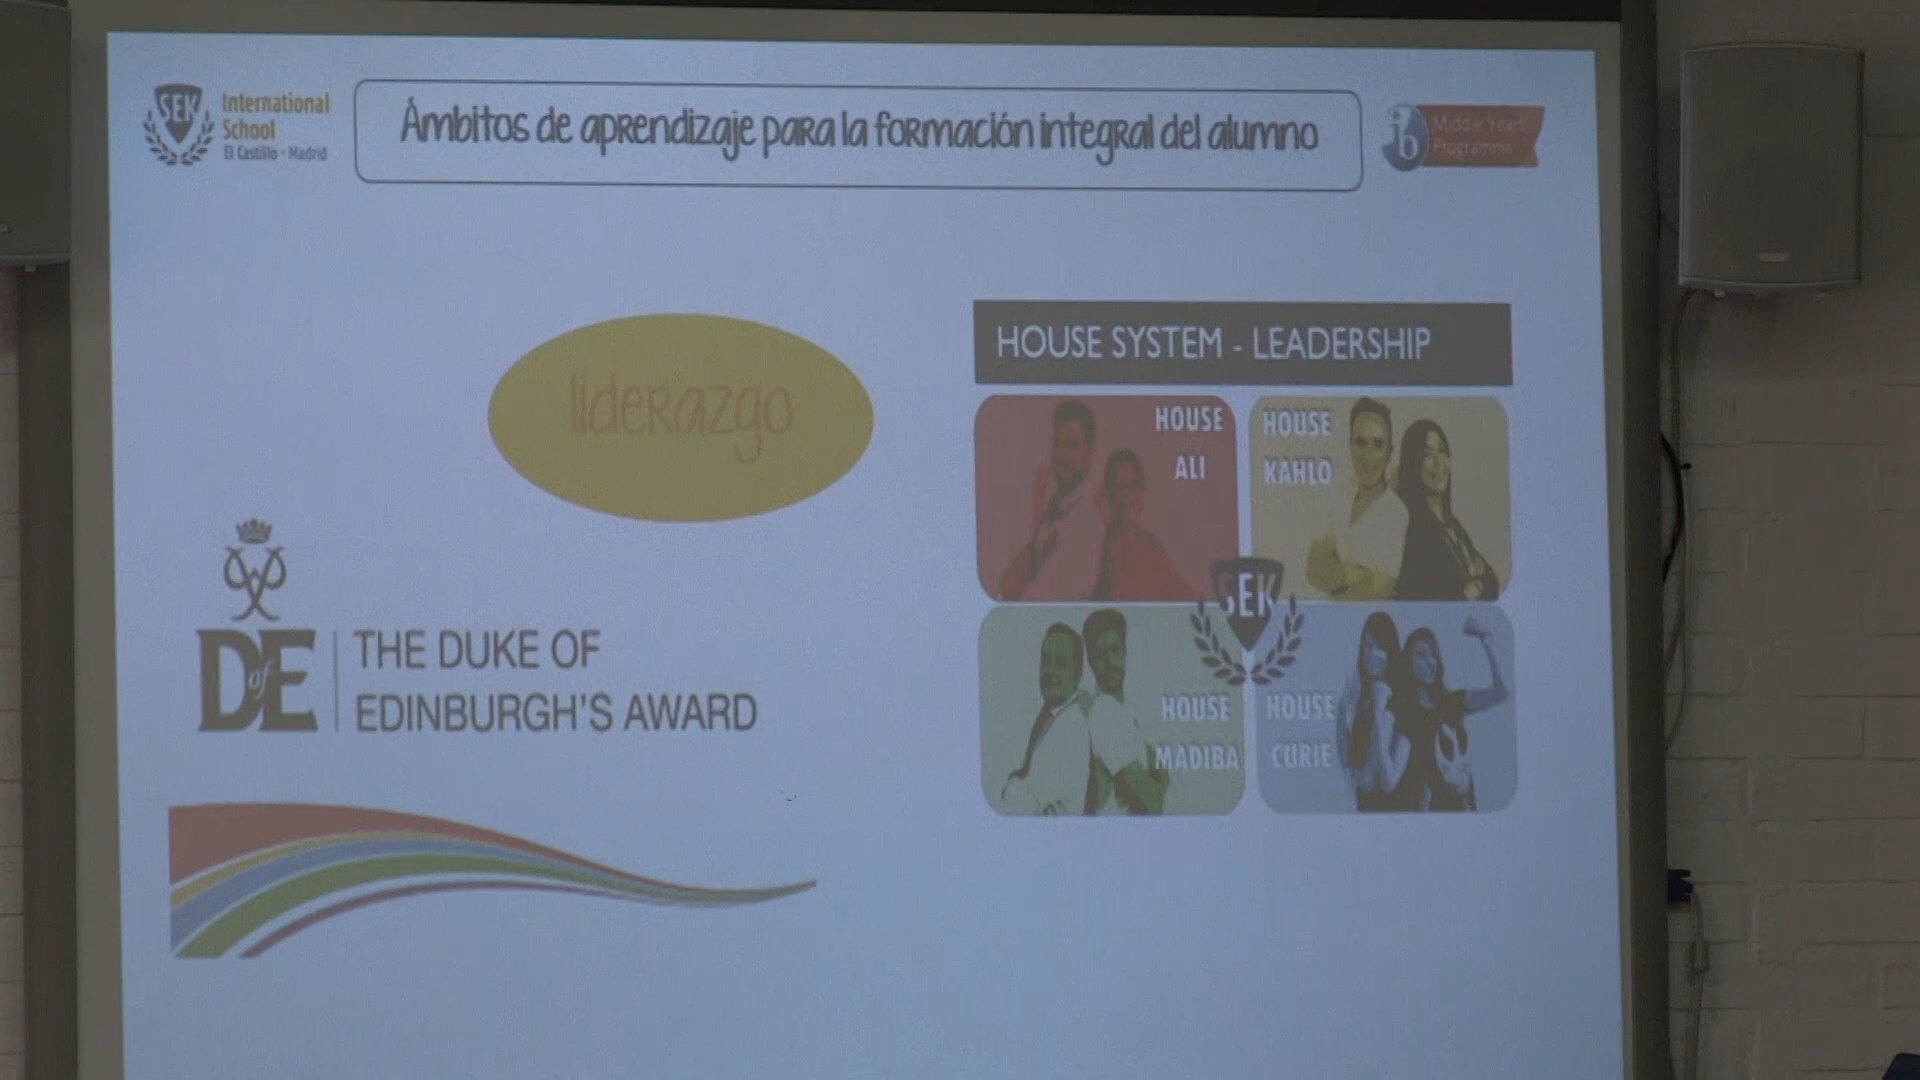 SEK
International
School
El Castillo - Madrid
Ámbitos de aprendizaje para la formación integral del alumno
ib
Middle Years
Programme
liderazgo
HOUSE SYSTEM - LEADERSHIP
HOUSE
ALI
HOUSE
KAHLO
SEK
HOUSE
MADIBA
HOUSE
CURIE
DofE
THE DUKE OF
EDINBURGH'S AWARD